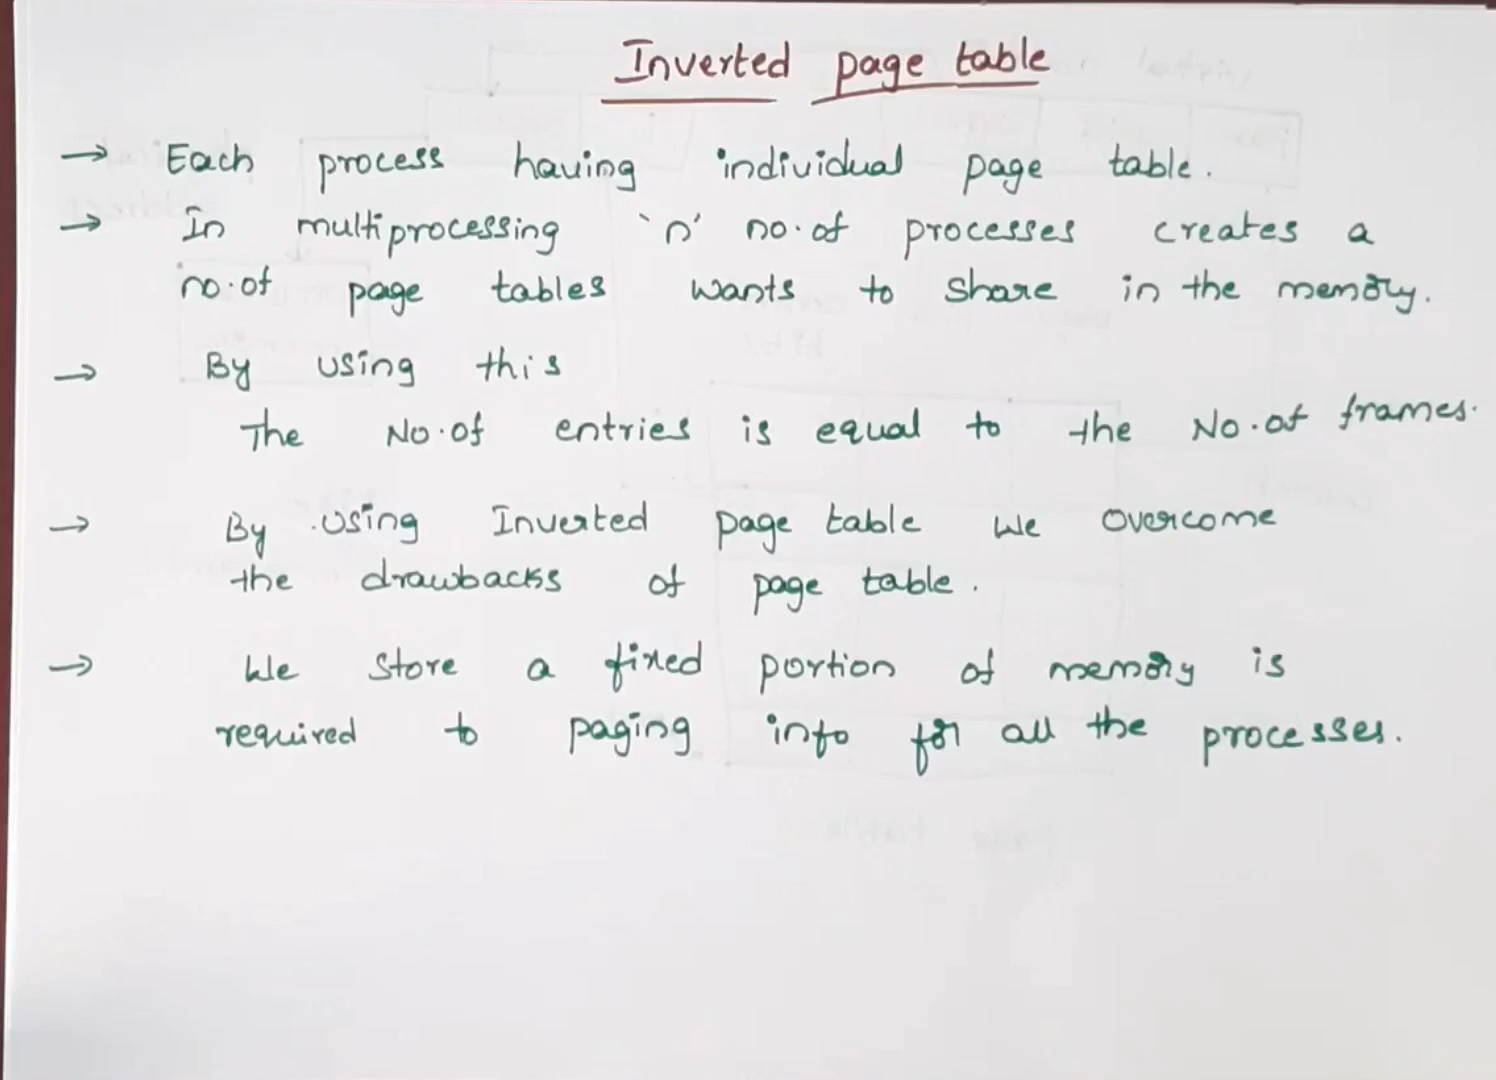 Inverted page table
→ Each process having individual page table.
→ In multiprocessing 'n' no.of processes creates a
no.of page tables wants to share in the memory.
→ By using this
The No.of entries is equal to the No.of frames.
→ By using Inverted page table we overcome
the drawbacks of page table.
→ We store a fixed portion of memory is
required to paging info for all the processes.